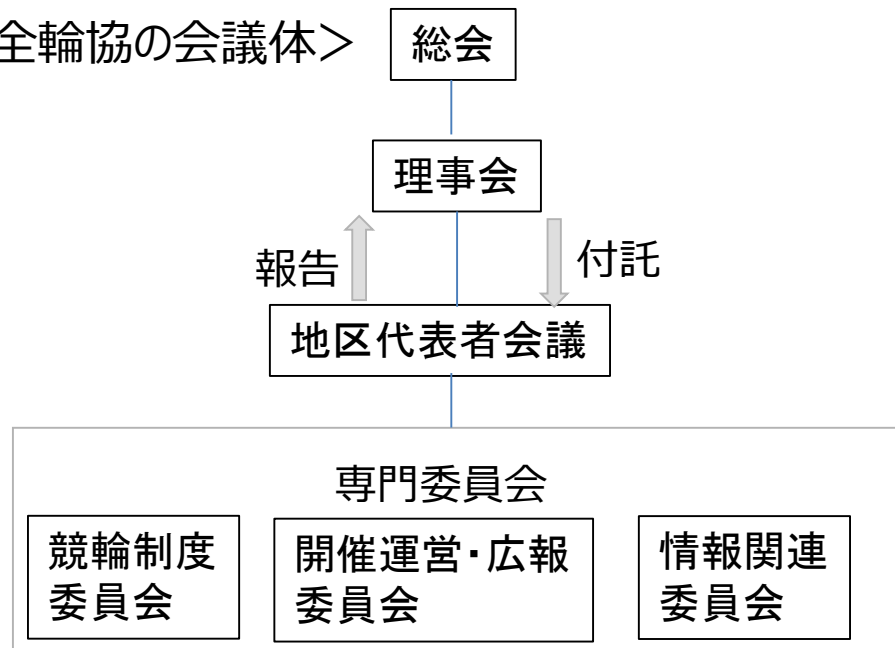 全輪協の会議体＞
総会
理事会
報告
付託
地区代表者会議
専門委員会
競輪制度
委員会
開催運営・広報
委員会
情報関連
委員会